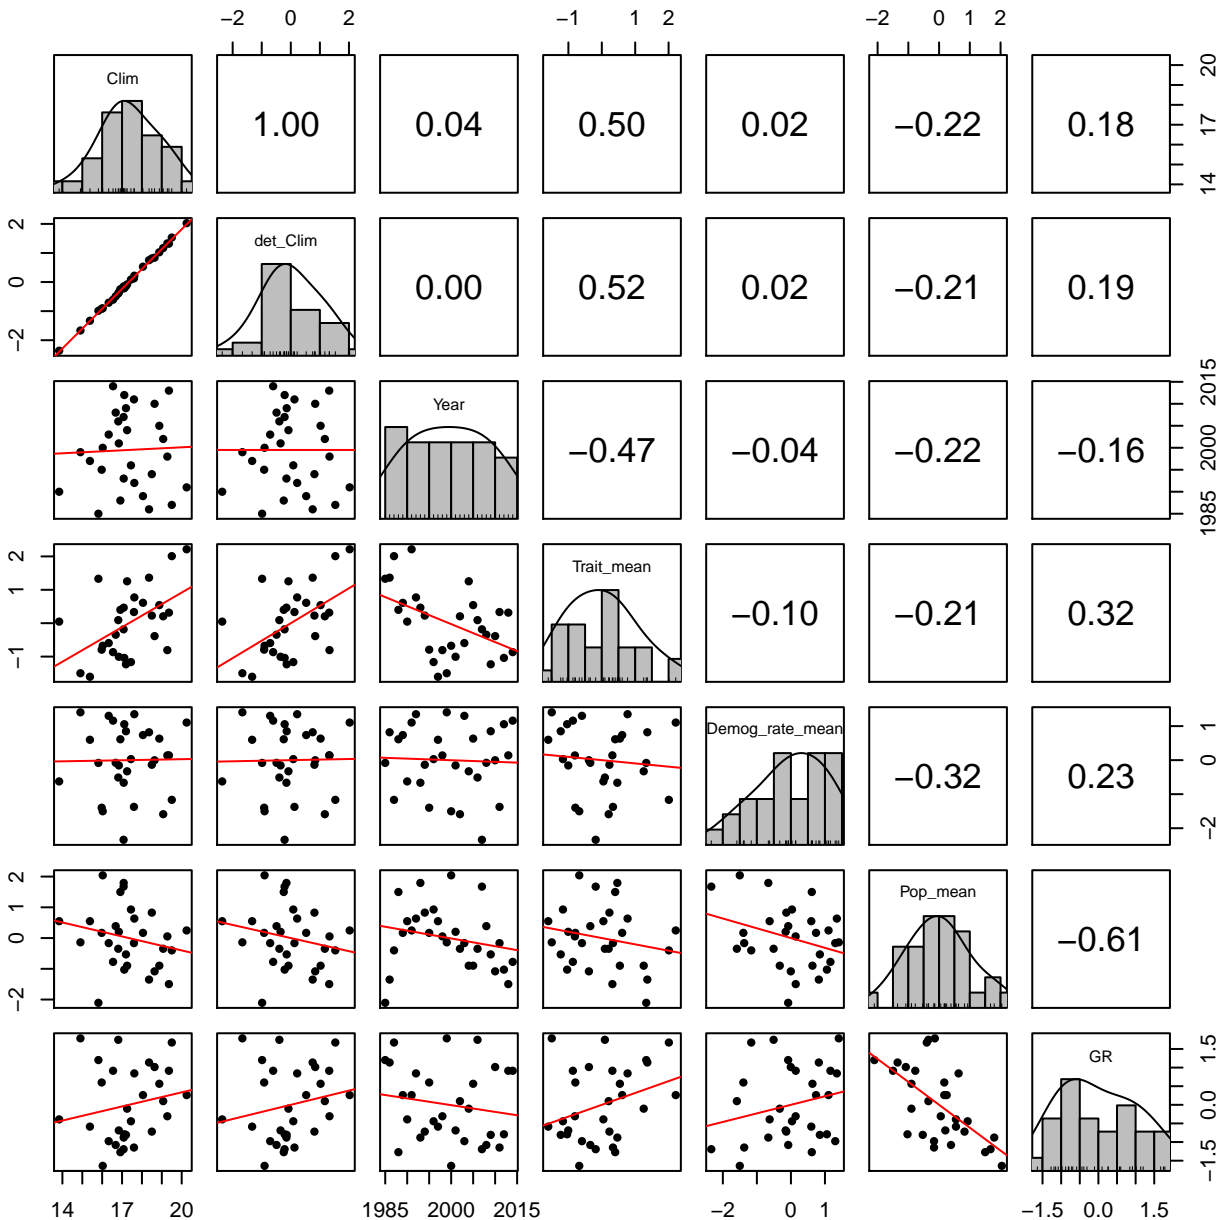 −2 0 2 −1 1 2 −2 0 2
Clim 1.00 0.04 0.50 0.02 −0.22 0.18 14 17 20
−2 0 2 det_Clim 0.00 0.52 0.02 −0.21 0.19
Year −0.47 −0.04 −0.22 −0.16 1985 2000 2015
−1 1 2 Trait_mean −0.10 −0.21 0.32
Demog_rate_mean −0.32 0.23 −2 0 1
−2 0 1 2 Pop_mean −0.61
GR −1.5 0.0 1.5
14 17 20 1985 2000 2015 −2 0 1 −1.5 0.0 1.5